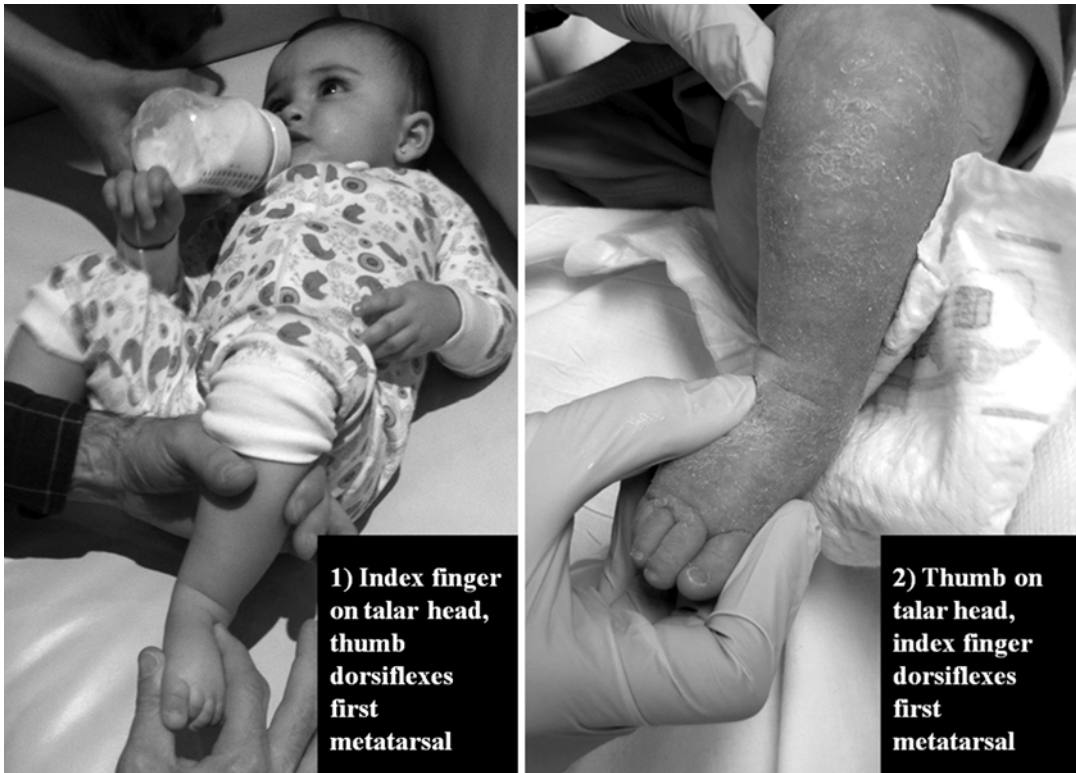 1) Index finger
on talar head,
thumb
dorsiflexes
first
metatarsal
2) Thumb on
talar head,
index finger
dorsiflexes
first
metatarsal